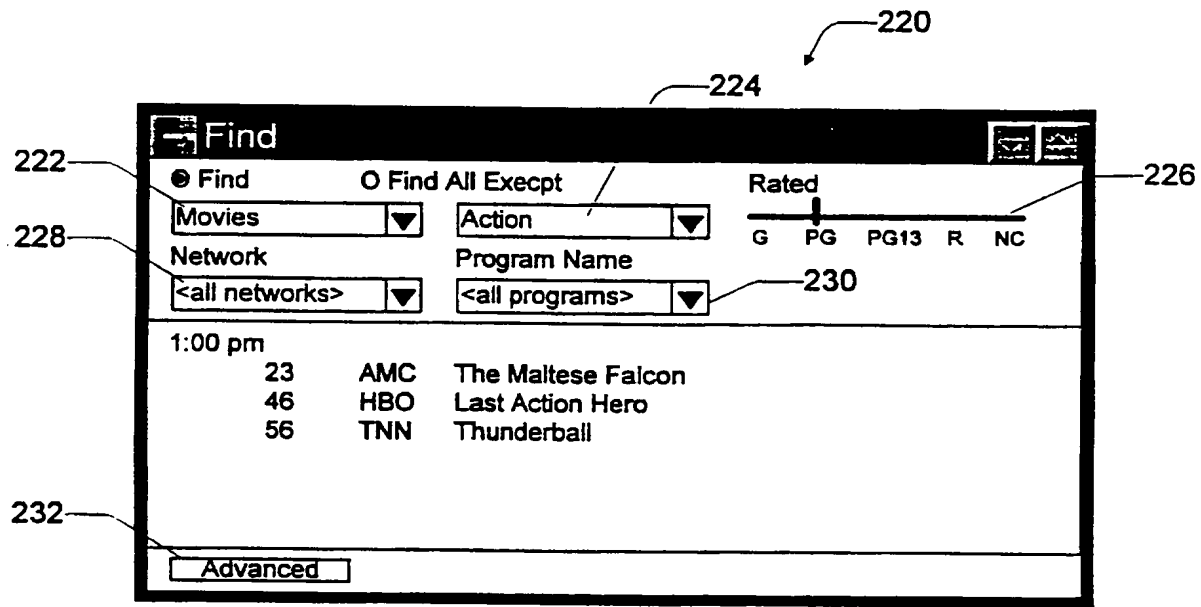 220
224
Find
222
Find Find All Execpt Rated
226
Movies Action
G PG PG13 R NC
228
Network Program Name
<all networks> <all programs>
230
1:00 pm
23 AMC The Maltese Falcon
46 HBO Last Action Hero
56 TNN Thunderball
232
Advanced